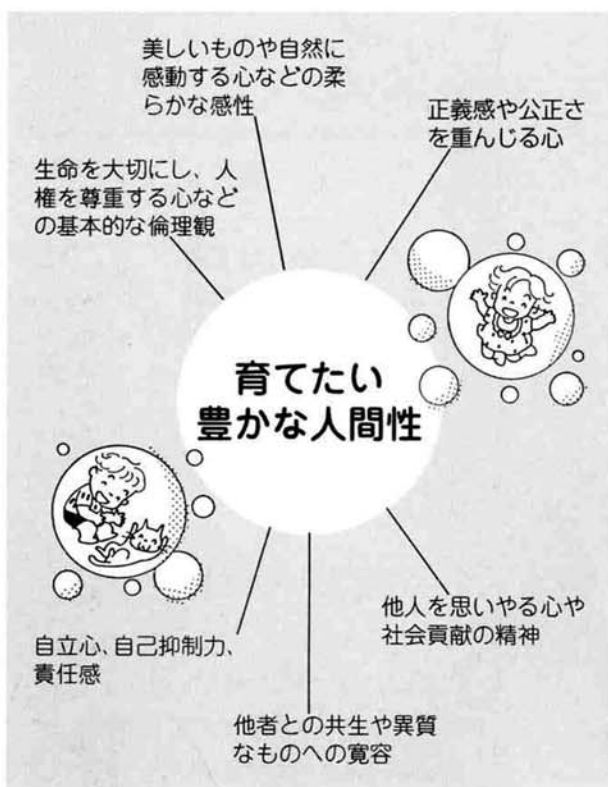 美しいものや自然に
感動する心などの柔
らかな感性
正義感や公正さ
を重んじる心
生命を大切にし、人
権を尊重する心など
の基本的な倫理観
育てたい
豊かな人間性
他人を思いやる心や
社会貢献の精神
自立心、自己抑制力、
責任感
他者との共生や異質
なものへの寛容